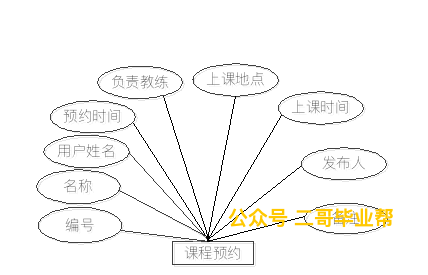 负责教练
上课地点
预约时间
上课时间
用户姓名
发布人
名称
编号
公众号 二哥毕业帮
课程预约